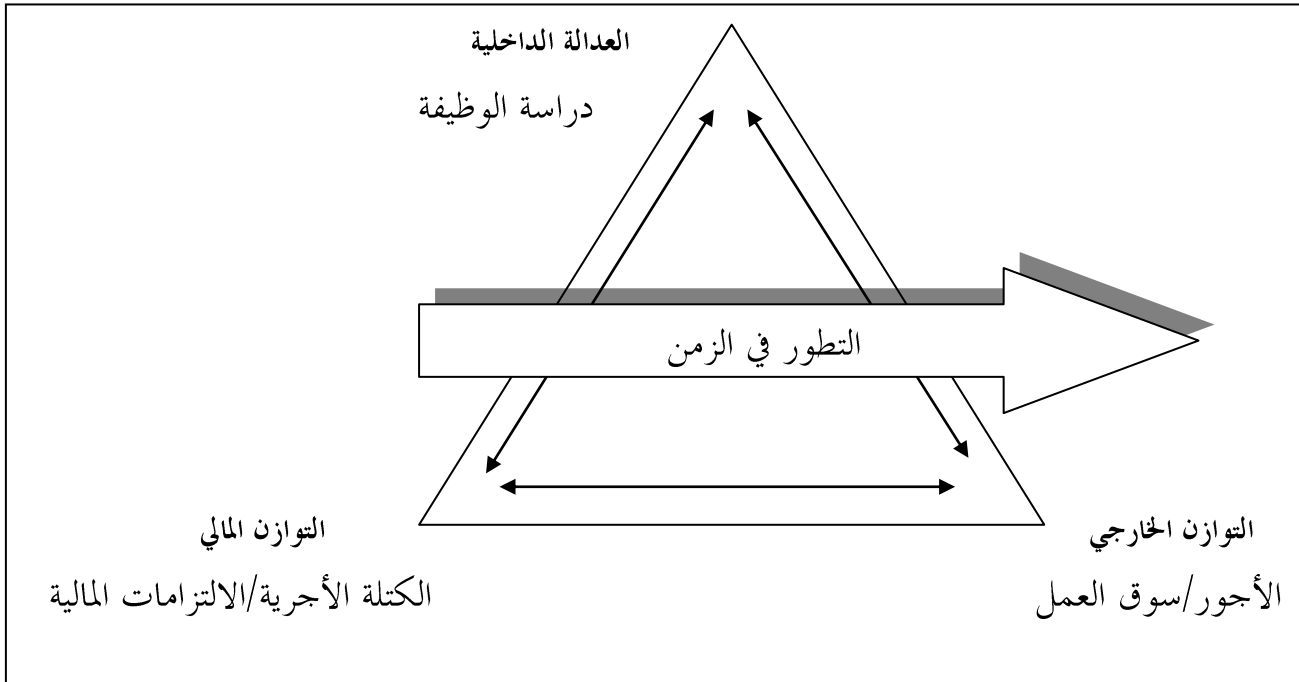 العدالة الداخلية
دراسة الوظيفة
التطور في الزمن
التوازن الخارجي
الأجور/سوق العمل
التوازن المالي
الكتلة الأجرية/الالتزامات المالية